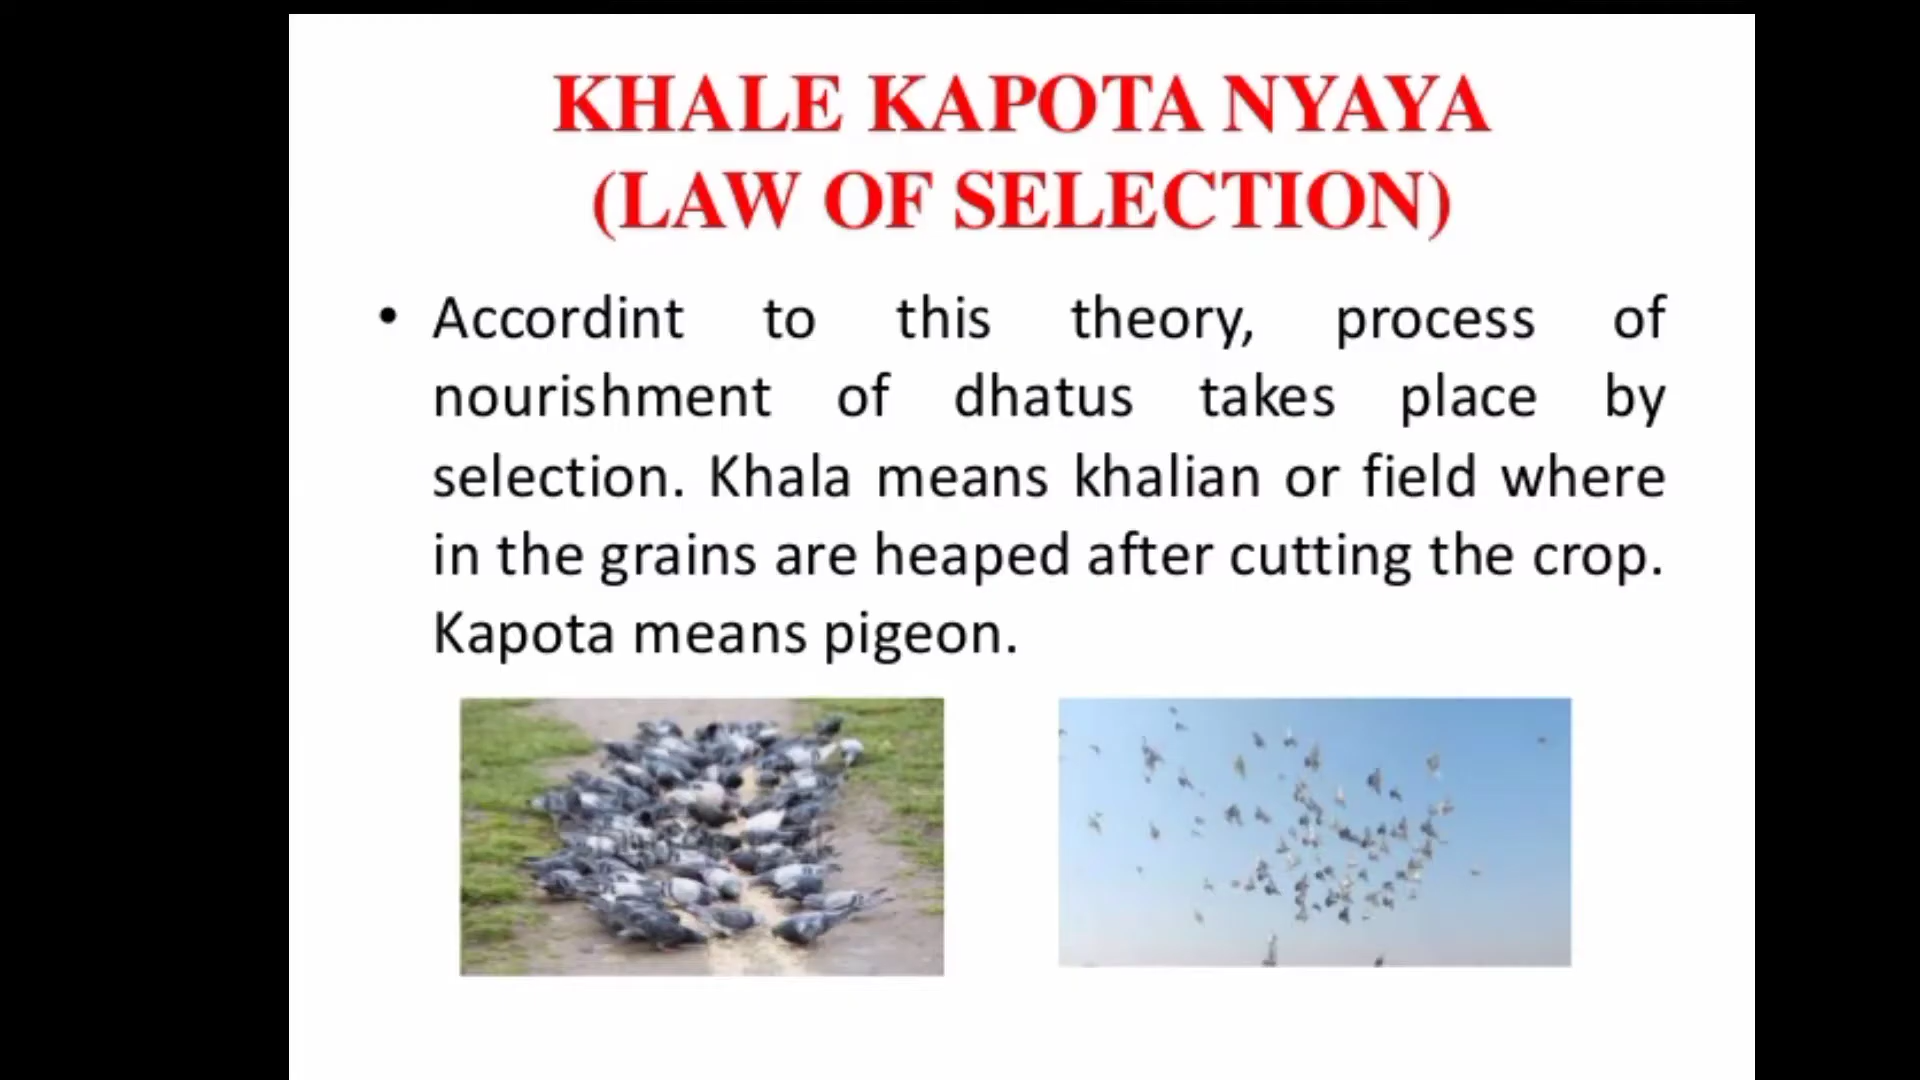 KHALE KAPOTA NYAYA
(LAW OF SELECTION)
• Accordint to this theory, process of
nourishment of dhatus takes place by
selection. Khala means khalian or field where
in the grains are heaped after cutting the crop.
Kapota means pigeon.